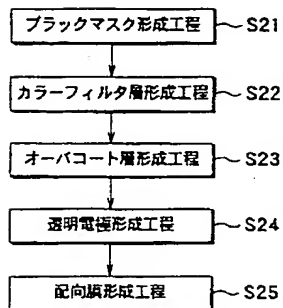 ブラックマスク形成工程 S21
カラーフィルタ層形成工程 S22
オーバコート層形成工程 S23
透明電極形成工程 S24
配向膜形成工程 S25